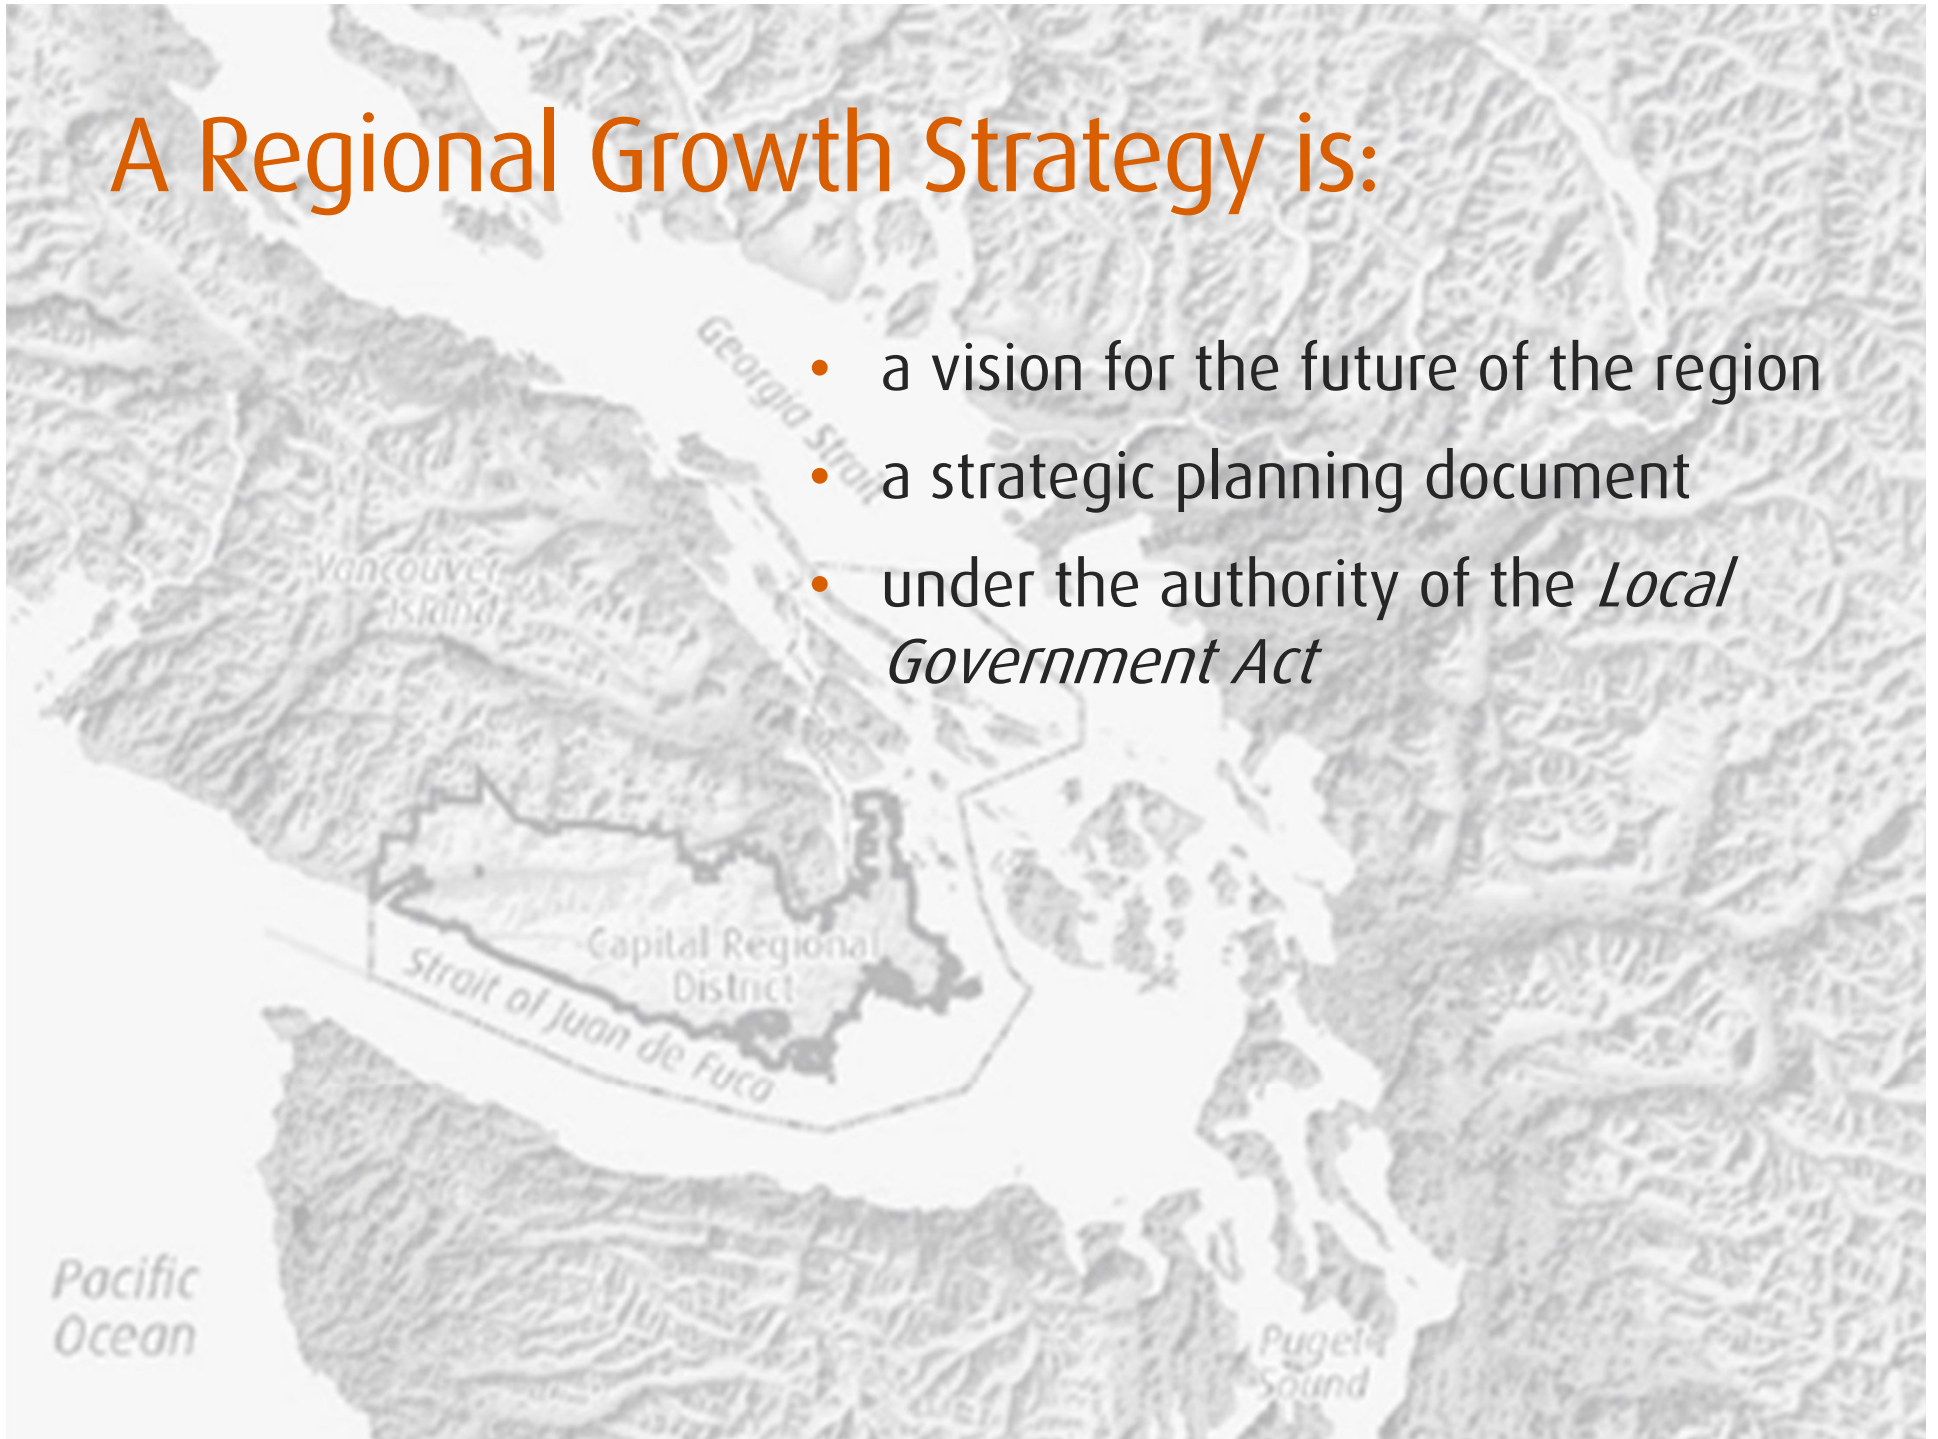 A Regional Growth Strategy is:
• a vision for the future of the region
• a strategic planning document
• under the authority of the Local
Government Act
Georgia Strait
Vancouver
Island
Capital Regional
District
Strait of Juan de Fuca
Pacific
Ocean
Puget
Sound